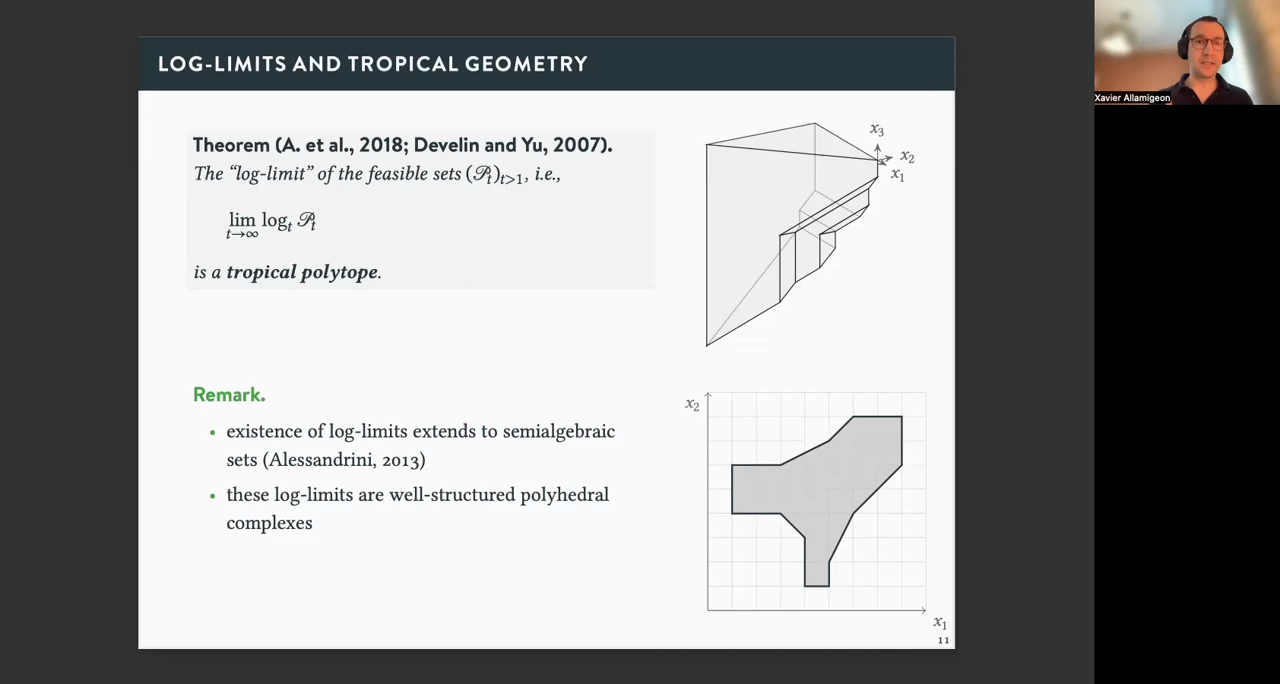 LOG-LIMITS AND TROPICAL GEOMETRY
Theorem (A. et al., 2018; Develin and Yu, 2007).
The “log-limit” of the feasible sets (𝒫ₜ)ₜ>₁, i.e.,
lim log_t 𝒫_t
t→∞
is a tropical polytope.
x₃
x₂
x₁
Remark.
• existence of log-limits extends to semialgebraic
sets (Alessandrini, 2013)
• these log-limits are well-structured polyhedral
complexes
x₂
x₁
11
Xavier Allamigeon